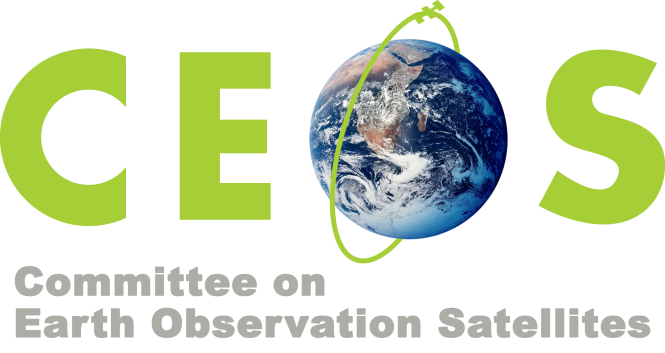 CEOS
Committee on
Earth Observation Satellites